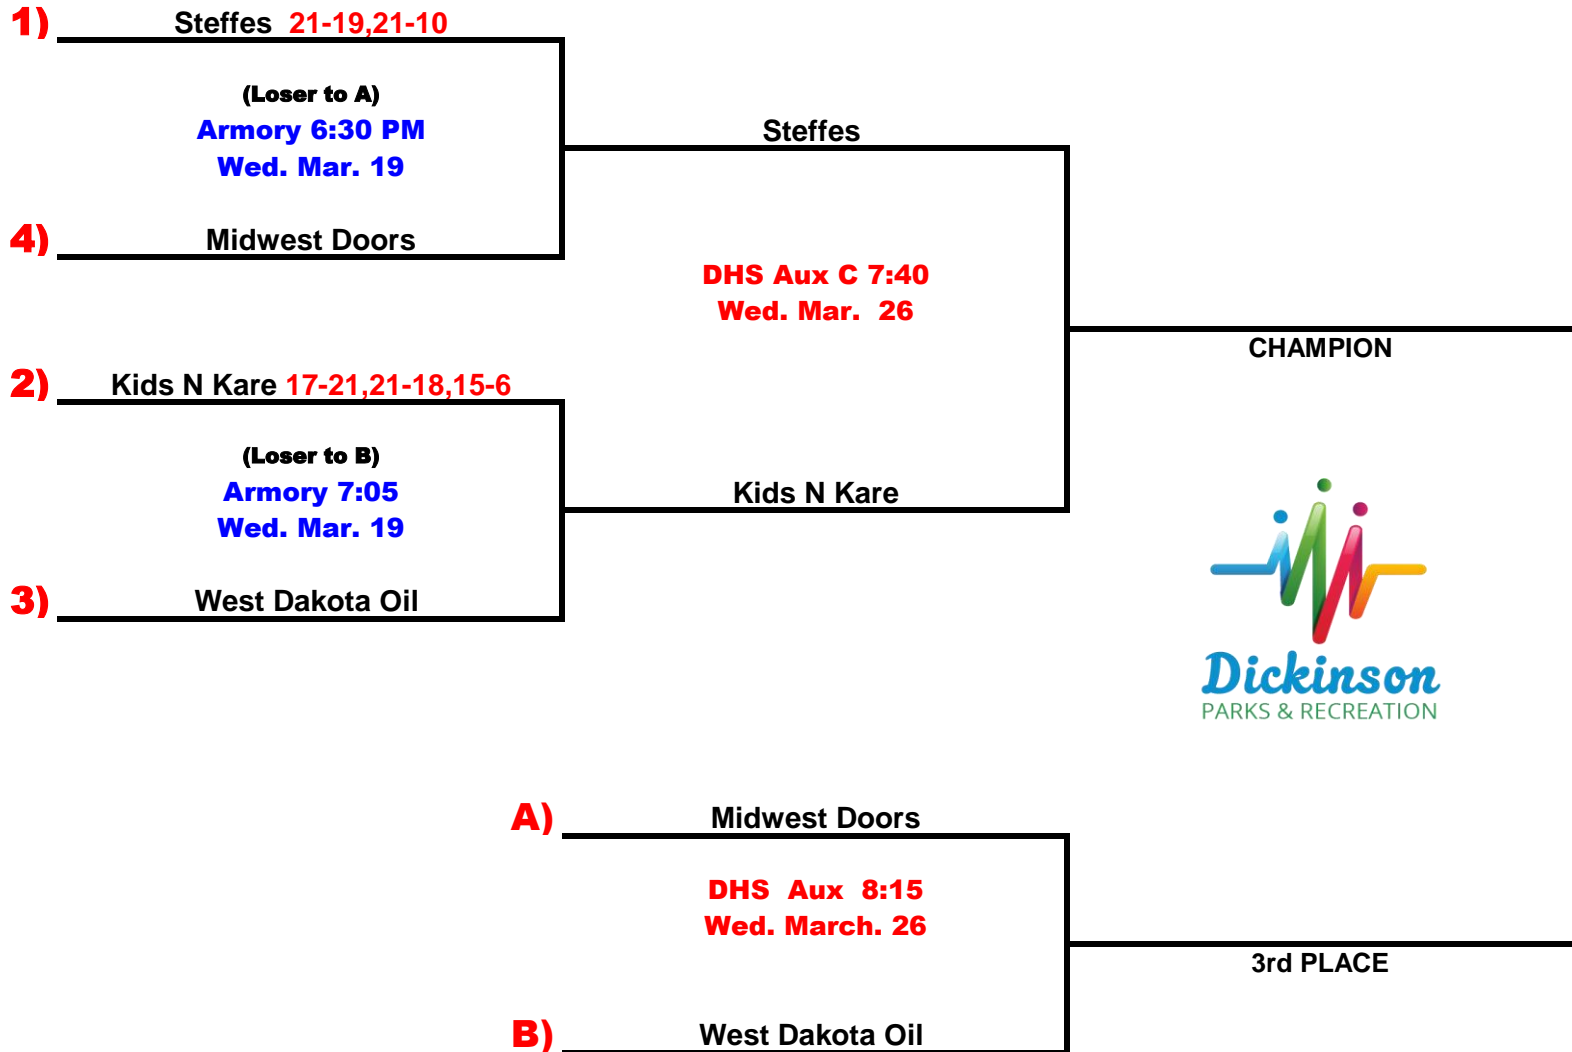 1) Steffes 21-19,21-10
(Loser to A)
Armory 6:30 PM
Wed. Mar. 19
Steffes
4) Midwest Doors
DHS Aux C 7:40
Wed. Mar. 26
CHAMPION
2) Kids N Kare 17-21,21-18,15-6
(Loser to B)
Armory 7:05
Wed. Mar. 19
Kids N Kare
3) West Dakota Oil
Dickinson
PARKS & RECREATION
A) Midwest Doors
DHS Aux 8:15
Wed. March. 26
3rd PLACE
B) West Dakota Oil